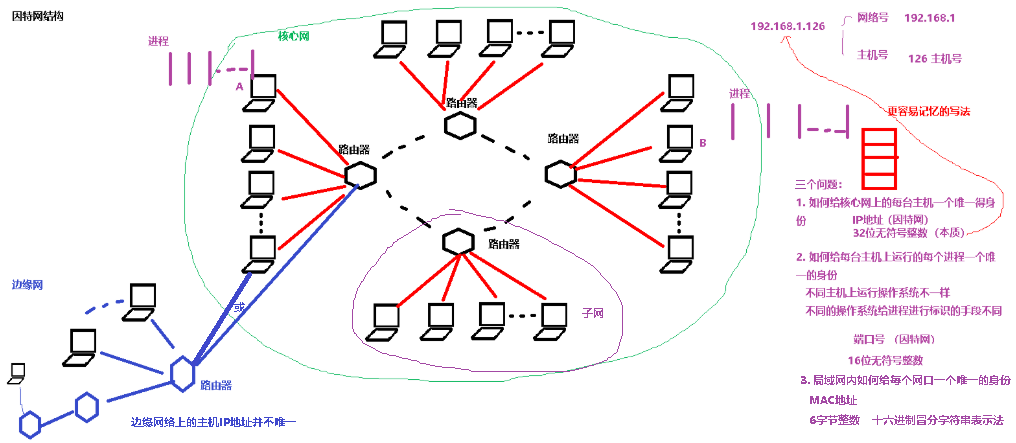 因特网结构
核心网
进程
A
路由器
路由器
路由器
路由器
进程
B
子网
边缘网
或
路由器
边缘网络上的主机IP地址并不唯一
192.168.1.126
网络号 192.168.1
主机号 126 主机号
更容易记忆的写法
三个问题：
1. 如何给核心网上的每台主机一个唯一得身
份 IP地址 (因特网)
32位无符号整数 （本质）
2. 如何给每台主机上运行的每个进程一个唯
一的身份
不同主机上运行操作系统不一样
不同的操作系统给进程进行标识的手段不同
端口号 （因特网）
16位无符号整数
3. 局域网内如何给每个网口一个唯一的身份
MAC地址
6字节整数 十六进制冒分字符串表示法